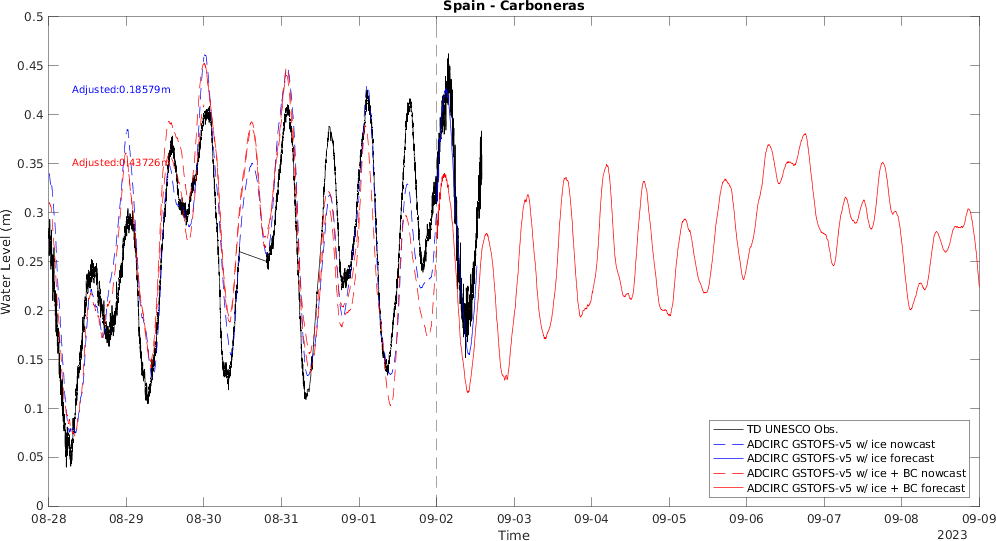 Spain - Carboneras
0.5
0.45
0.4
0.35
0.3
0.25
0.2
0.15
0.1
0.05
0
Water Level (m)
Adjusted:0.18579m
Adjusted:0.43726m
TD UNESCO Obs.
ADCIRC GSTOFS-v5 w/ ice nowcast
ADCIRC GSTOFS-v5 w/ ice forecast
ADCIRC GSTOFS-v5 w/ ice + BC nowcast
ADCIRC GSTOFS-v5 w/ ice + BC forecast
08-28 08-29 08-30 08-31 09-01 09-02 09-03 09-04 09-05 09-06 09-07 09-08 09-09
Time
2023